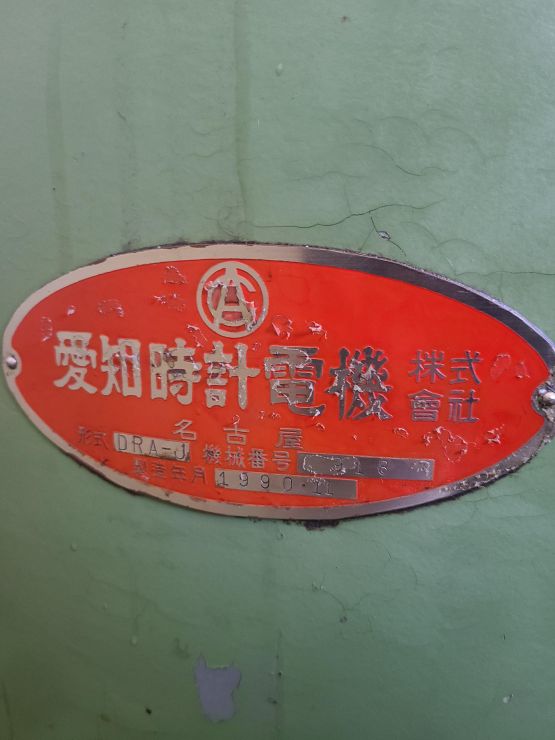 愛知時計電機 株式會社
名古屋
形式 DRA-J 機械番号
製造年月 1990.11